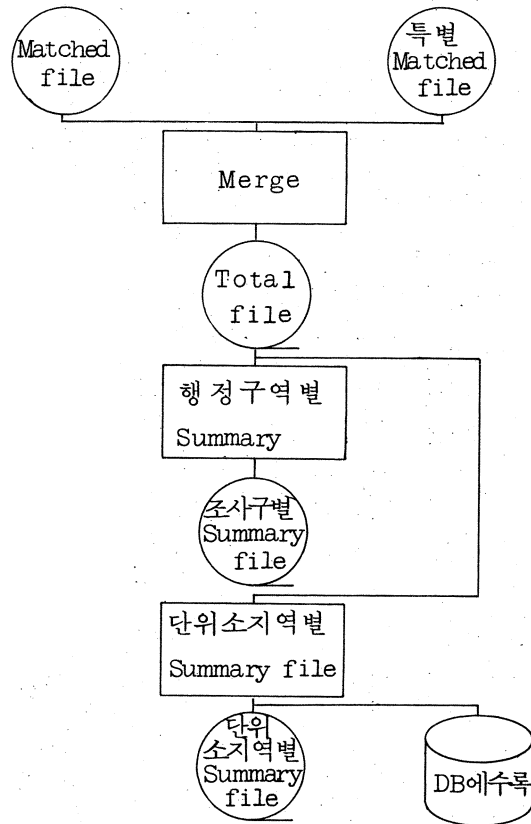 Matched
file
특별
Matched
file
Merge
Total
file
행정구역별
Summary
조사구별
Summary
file
단위소지역별
Summary file
단위
소지역별
Summary
file
DB에수록